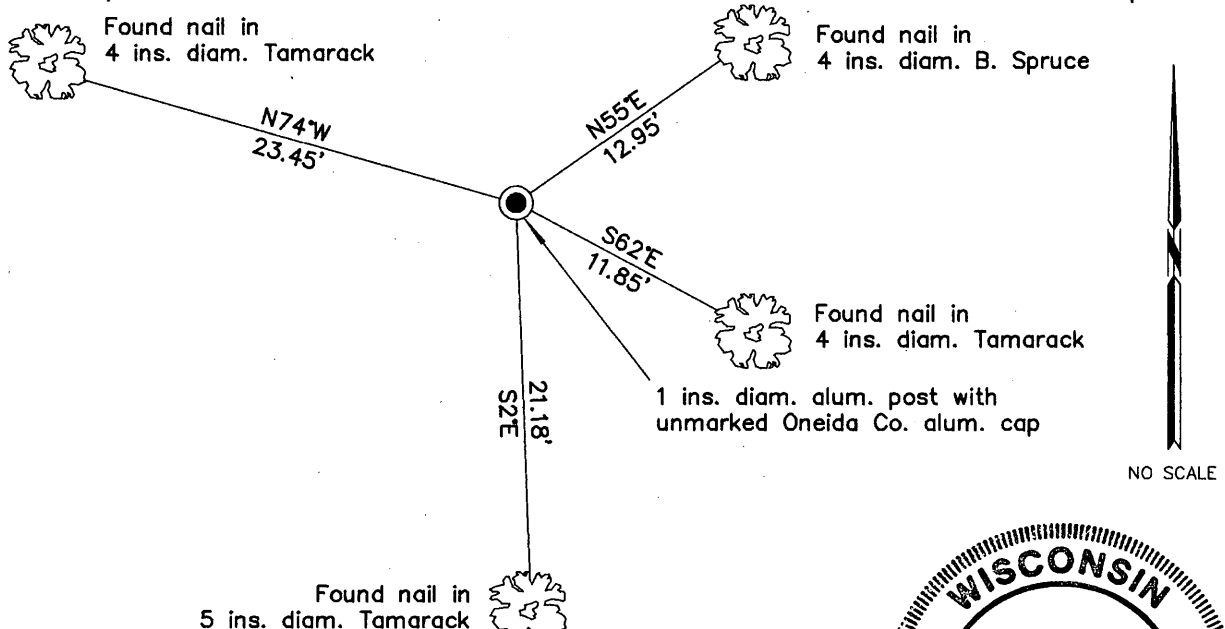 Found nail in
4 ins. diam. Tamarack
Found nail in
4 ins. diam. B. Spruce
N74°W
23.45'
N55°E
12.95'
S62°E
11.85'
Found nail in
4 ins. diam. Tamarack
1 ins. diam. alum. post with
unmarked Oneida Co. alum. cap
21.18'
S2°E
N
NO SCALE
Found nail in
5 ins. diam. Tamarack
WISCONSIN